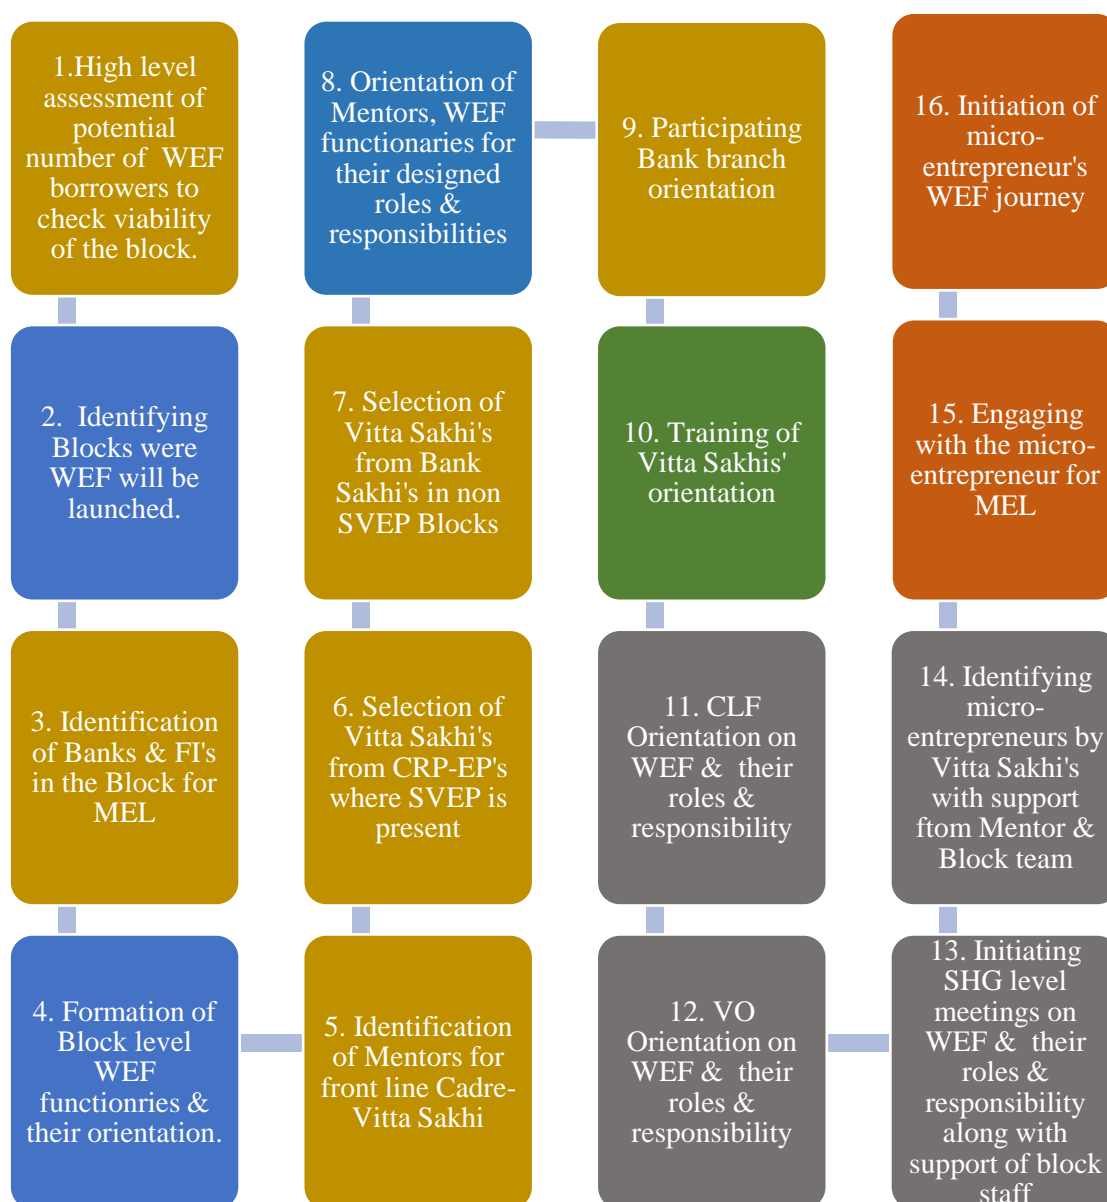 1.High level
assessment of
potential
number of  WEF
borrowers to
check viability
of the block.
2.  Identifying
Blocks were
WEF will be
launched.
3. Identification
of Banks & FI's
in the Block for
MEL
4. Formation of
Block level
WEF
functionries &
their orientation.
5. Identification
of Mentors for
front line Cadre-
Vitta Sakhi
6. Selection of
Vitta Sakhi's
from CRP-EP's
where SVEP is
present
7. Selection of
Vitta Sakhi's
from Bank
Sakhi's in non
SVEP Blocks
8. Orientation of
Mentors, WEF
functionaries for
their designed
roles &
responsibilities
9. Participating
Bank branch
orientation
10. Training of
Vitta Sakhis'
orientation
11. CLF
Orientation on
WEF &  their
roles &
responsibility
12. VO
Orientation on
WEF &  their
roles &
responsibility
13. Initiating
SHG level
meetings on
WEF &  their
roles &
responsibility
along with
support of block
staff
14. Identifying
micro-
entrepreneurs by
Vitta Sakhi's
with support
ftom Mentor &
Block team
15. Engaging
with the micro-
entrepreneur for
MEL
16. Initiation of
micro-
entrepreneur's
WEF journey